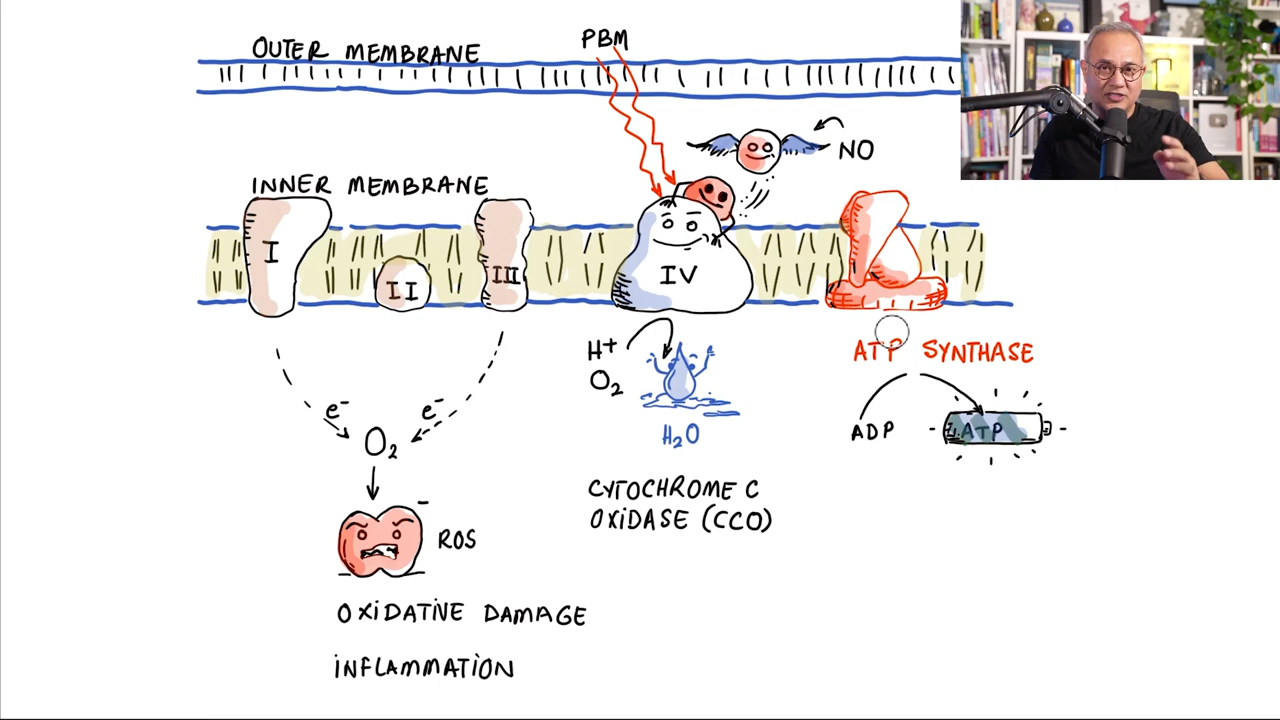 OUTER MEMBRANE
PBM
NO
INNER MEMBRANE
I
II
III
IV
H+
O2
H2O
ATP SYNTHASE
ADP
ATP
e-
e-
O2
-
ROS
CYTOCHROME C
OXIDASE (CCO)
OXIDATIVE DAMAGE
INFLAMMATION